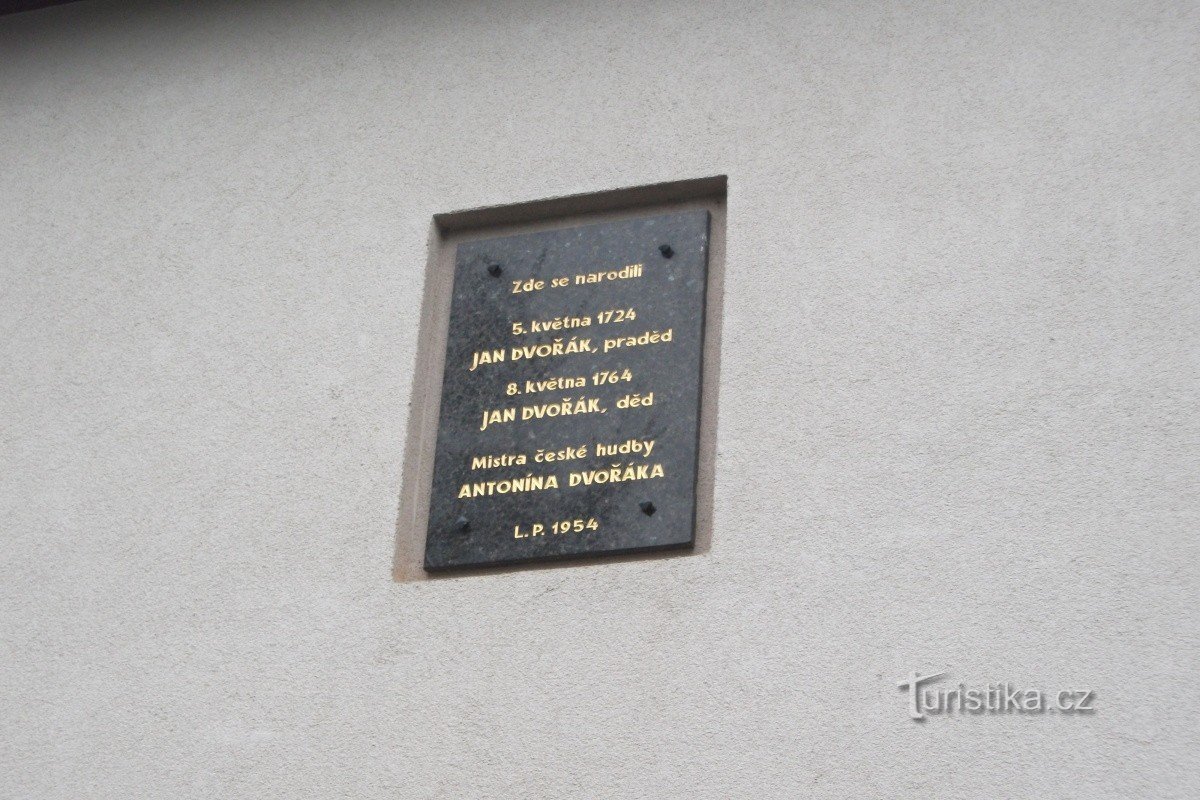 Zde se narodili
5. května 1724
JAN DVOŘÁK, praděd
8. května 1764
JAN DVOŘÁK, děd
Mistra české hudby
ANTONÍNA DVOŘÁKA
L. P. 1954
Turistika.cz